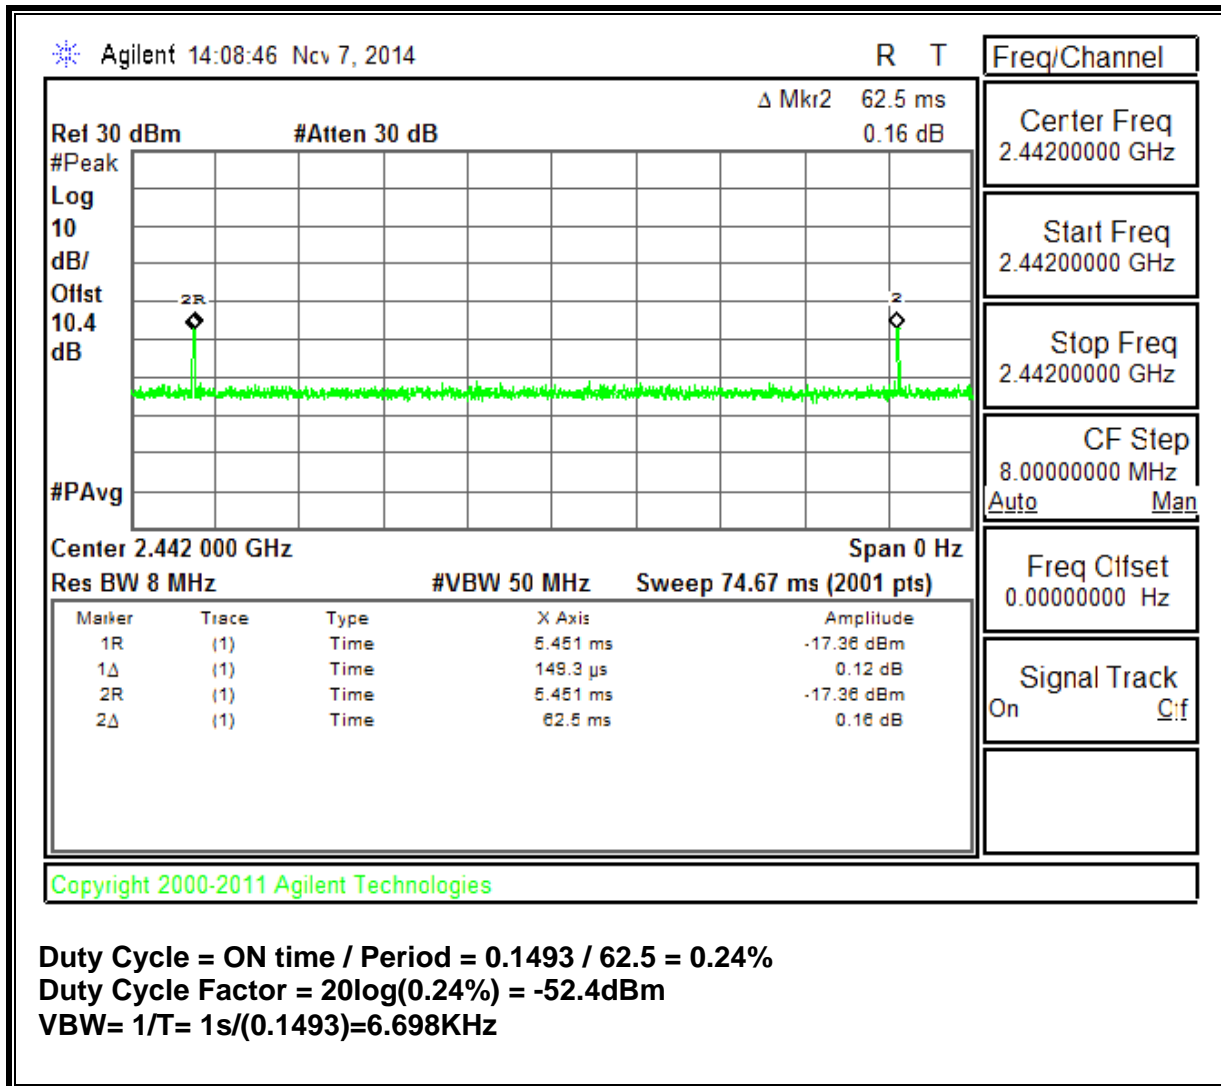 Agilent 14:08:46 Nov 7, 2014 R T
Δ Mkr2 62.5 ms
Ref 30 dBm #Atten 30 dB 0.16 dB
#Peak
Log
10
dB/
Offst
10.4
dB
2R
2
#PAvg
Center 2.442 000 GHz Span 0 Hz
Res BW 8 MHz #VBW 50 MHz Sweep 74.67 ms (2001 pts)
Marker Trace Type X Axis Amplitude
1R (1) Time 5.451 ms -17.36 dBm
1Δ (1) Time 149.3 µs 0.12 dB
2R (1) Time 5.451 ms -17.36 dBm
2Δ (1) Time 62.5 ms 0.16 dB
Freq/Channel
Center Freq
2.44200000 GHz
Start Freq
2.44200000 GHz
Stop Freq
2.44200000 GHz
CF Step
8.00000000 MHz
Auto Man
Freq Offset
0.00000000 Hz
Signal Track
On Off
Copyright 2000-2011 Agilent Technologies
Duty Cycle = ON time / Period = 0.1493 / 62.5 = 0.24%
Duty Cycle Factor = 20log(0.24%) = -52.4dBm
VBW= 1/T= 1s/(0.1493)=6.698KHz